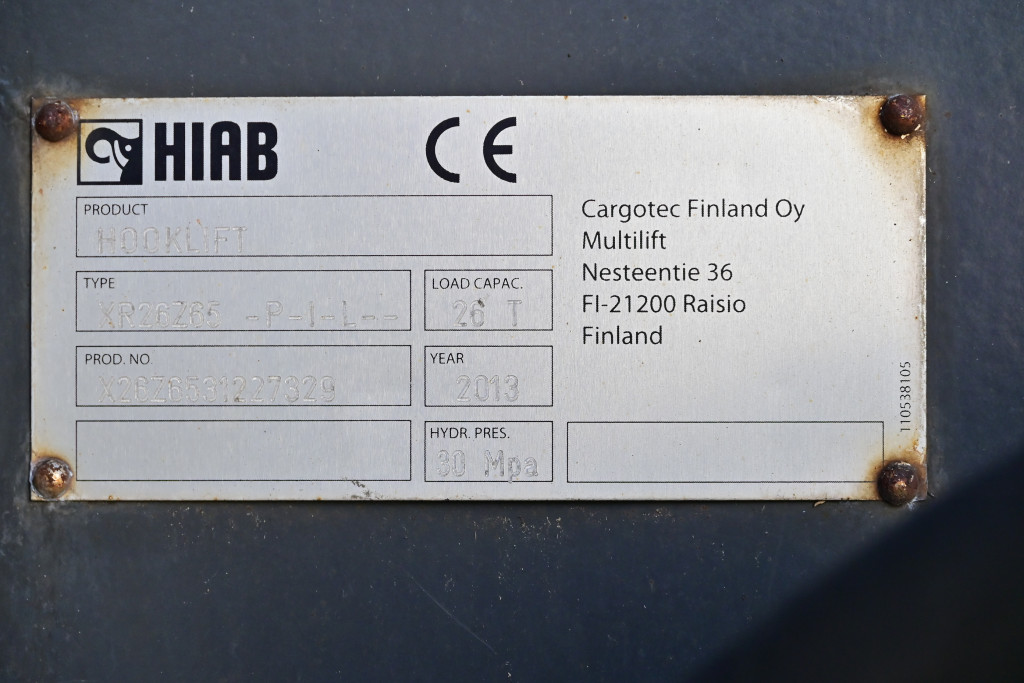 HIAB CE
PRODUCT
HOOKLIFT
TYPE
XR26Z65 -P-I-L--
LOAD CAPAC.
26 T
PROD. NO
X26Z6531227329
YEAR
2013
HYDR. PRES.
30 Mpa
Cargotec Finland Oy
Multilift
Nesteentie 36
FI-21200 Raisio
Finland
110538105